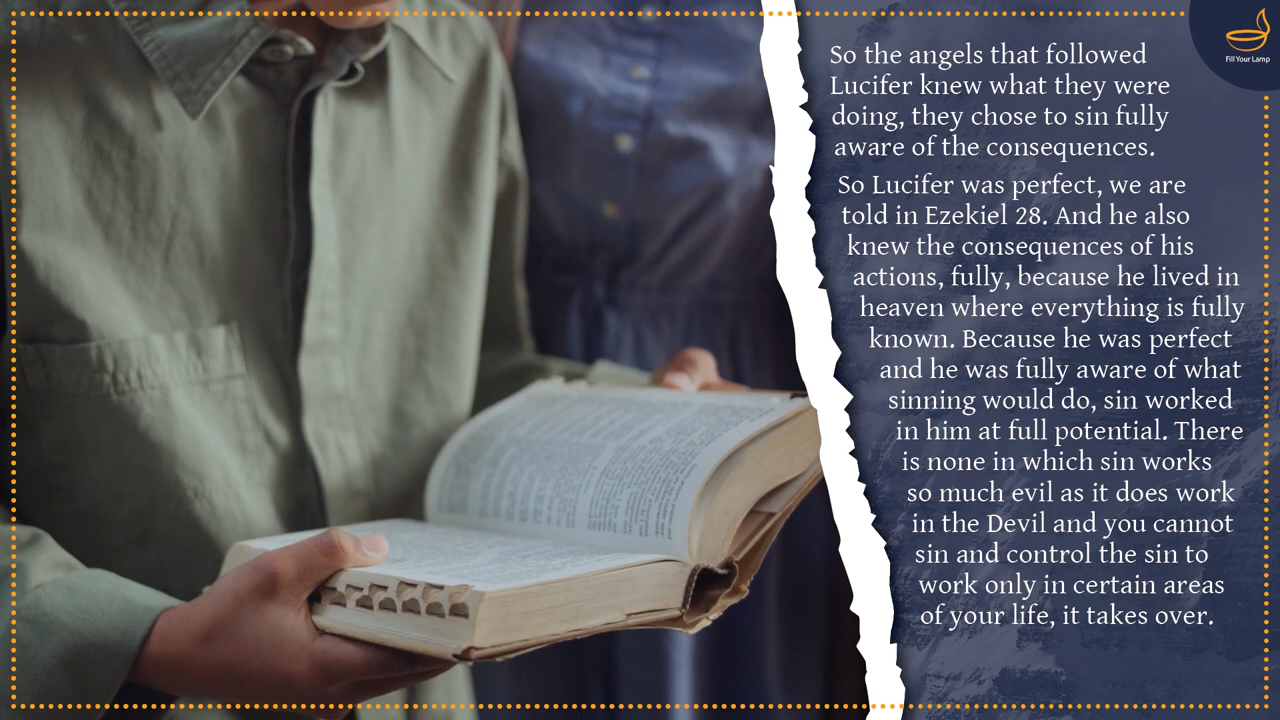 Fill Your Lamp
So the angels that followed
Lucifer knew what they were
doing, they chose to sin fully
aware of the consequences.
So Lucifer was perfect, we are
told in Ezekiel 28. And he also
knew the consequences of his
actions, fully, because he lived in
heaven where everything is fully
known. Because he was perfect
and he was fully aware of what
sinning would do, sin worked
in him at full potential. There
is none in which sin works
so much evil as it does work
in the Devil and you cannot
sin and control the sin to
work only in certain areas
of your life, it takes over.